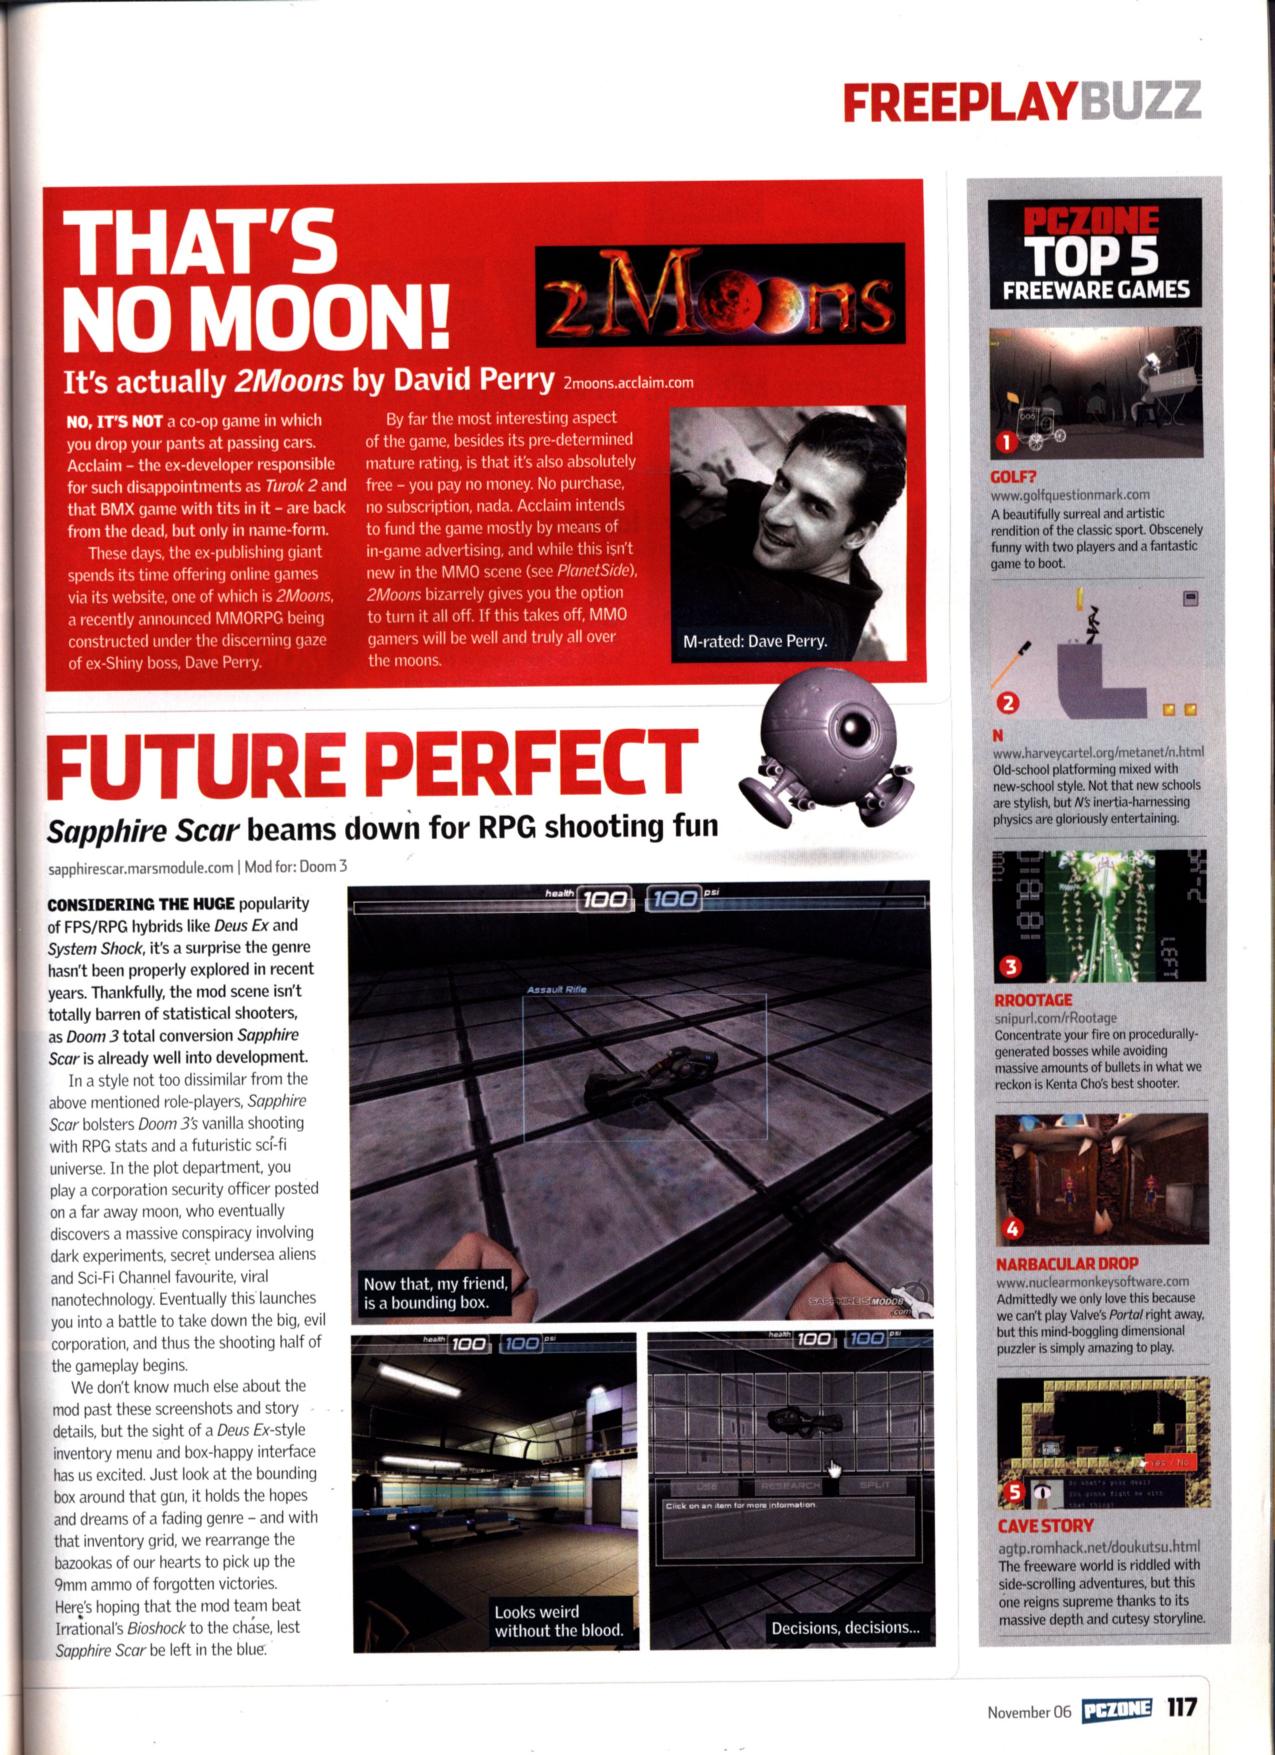 FREEPLAYBUZZ
THAT'S
NO MOON!
2Moons
It's actually 2Moons by David Perry 2moons.acclaim.com
NO, IT'S NOT a co-op game in which
you drop your pants at passing cars.
Acclaim – the ex-developer responsible
for such disappointments as Turok 2 and
that BMX game with tits in it – are back
from the dead, but only in name-form.
These days, the ex-publishing giant
spends its time offering online games
via its website, one of which is 2Moons,
a recently announced MMORPG being
constructed under the discerning gaze
of ex-Shiny boss, Dave Perry.
By far the most interesting aspect
of the game, besides its pre-determined
mature rating, is that it's also absolutely
free – you pay no money. No purchase,
no subscription, nada. Acclaim intends
to fund the game mostly by means of
in-game advertising, and while this isn't
new in the MMO scene (see PlanetSide),
2Moons bizarrely gives you the option
to turn it all off. If this takes off, MMO
gamers will be well and truly all over
the moons.
M-rated: Dave Perry.
FUTURE PERFECT
Sapphire Scar beams down for RPG shooting fun
sapphirescar.marsmodule.com | Mod for: Doom 3
CONSIDERING THE HUGE popularity
of FPS/RPG hybrids like Deus Ex and
System Shock, it's a surprise the genre
hasn't been properly explored in recent
years. Thankfully, the mod scene isn't
totally barren of statistical shooters,
as Doom 3 total conversion Sapphire
Scar is already well into development.
In a style not too dissimilar from the
above mentioned role-players, Sapphire
Scar bolsters Doom 3's vanilla shooting
with RPG stats and a futuristic sci-fi
universe. In the plot department, you
play a corporation security officer posted
on a far away moon, who eventually
discovers a massive conspiracy involving
dark experiments, secret undersea aliens
and Sci-Fi Channel favourite, viral
nanotechnology. Eventually this launches
you into a battle to take down the big, evil
corporation, and thus the shooting half of
the gameplay begins.
We don't know much else about the
mod past these screenshots and story
details, but the sight of a Deus Ex-style
inventory menu and box-happy interface
has us excited. Just look at the bounding
box around that gun, it holds the hopes
and dreams of a fading genre – and with
that inventory grid, we rearrange the
bazookas of our hearts to pick up the
9mm ammo of forgotten victories.
Here's hoping that the mod team beat
Irrational's Bioshock to the chase, lest
Sapphire Scar be left in the blue.
health 100 100 psi
Assault Rifle
Now that, my friend,
is a bounding box.
MODDB
.com
health 100 100 psi
Looks weird
without the blood.
health 100 100 psi
USE RESEARCH SPLIT
Click on an item for more information.
Decisions, decisions...
PCZONE
TOP 5
FREEWARE GAMES
1
GOLF?
www.golfquestionmark.com
A beautifully surreal and artistic
rendition of the classic sport. Obscenely
funny with two players and a fantastic
game to boot.
2
N
www.harveycartel.org/metanet/n.html
Old-school platforming mixed with
new-school style. Not that new schools
are stylish, but N's inertia-harnessing
physics are gloriously entertaining.
LEFT
3
RROOTAGE
snipurl.com/rRootage
Concentrate your fire on procedurally-
generated bosses while avoiding
massive amounts of bullets in what we
reckon is Kenta Cho's best shooter.
4
NARBACULAR DROP
www.nuclearmonkeysoftware.com
Admittedly we only love this because
we can't play Valve's Portal right away,
but this mind-boggling dimensional
puzzler is simply amazing to play.
Yes / No
5
CAVE STORY
agtp.romhack.net/doukutsu.html
The freeware world is riddled with
side-scrolling adventures, but this
one reigns supreme thanks to its
massive depth and cutesy storyline.
November 06 PCZONE 117